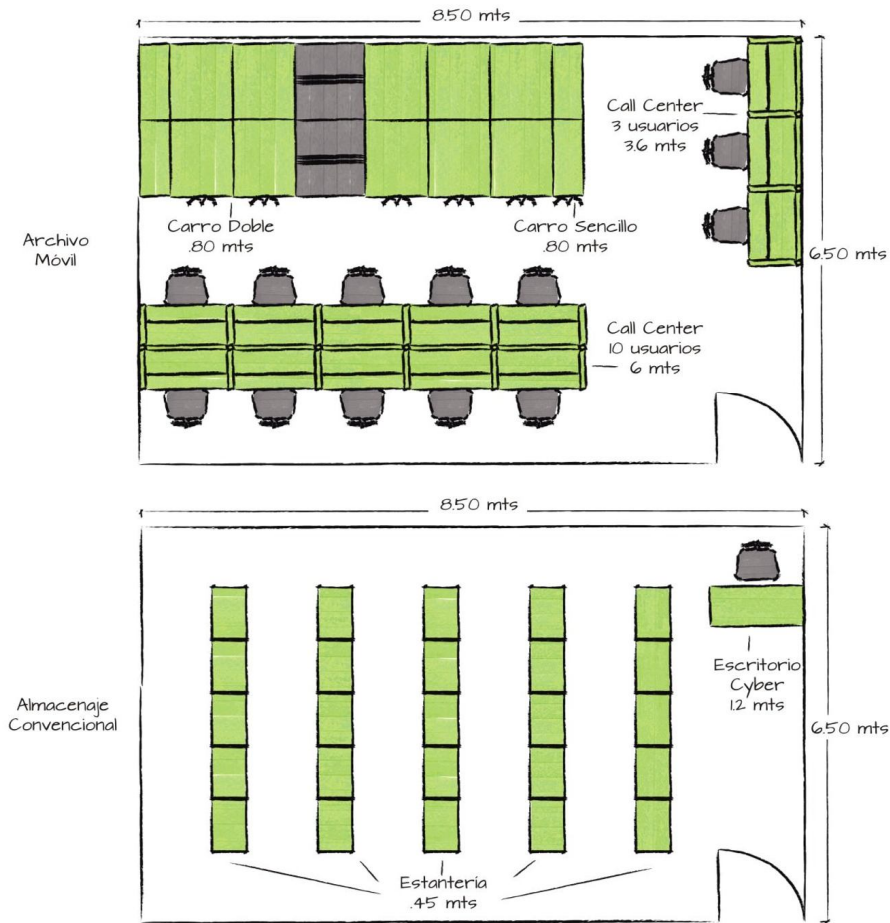 8.50 mts
Call Center
3 usuarios
3.6 mts
Carro Doble
.80 mts
Carro Sencillo
.80 mts
Archivo
Móvil
6.50 mts
Call Center
10 usuarios
6 mts
8.50 mts
Escritorio
Cyber
1.2 mts
Almacenaje
Convencional
6.50 mts
Estantería
.45 mts